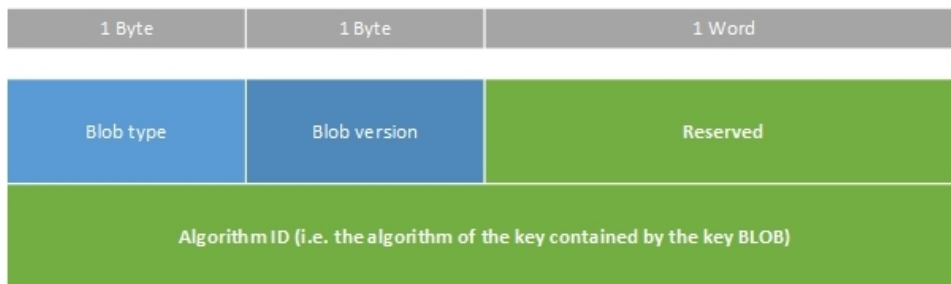 1 Byte 1 Byte 1 Word
Blob type Blob version Reserved
Algorithm ID (i.e. the algorithm of the key contained by the key BLOB)